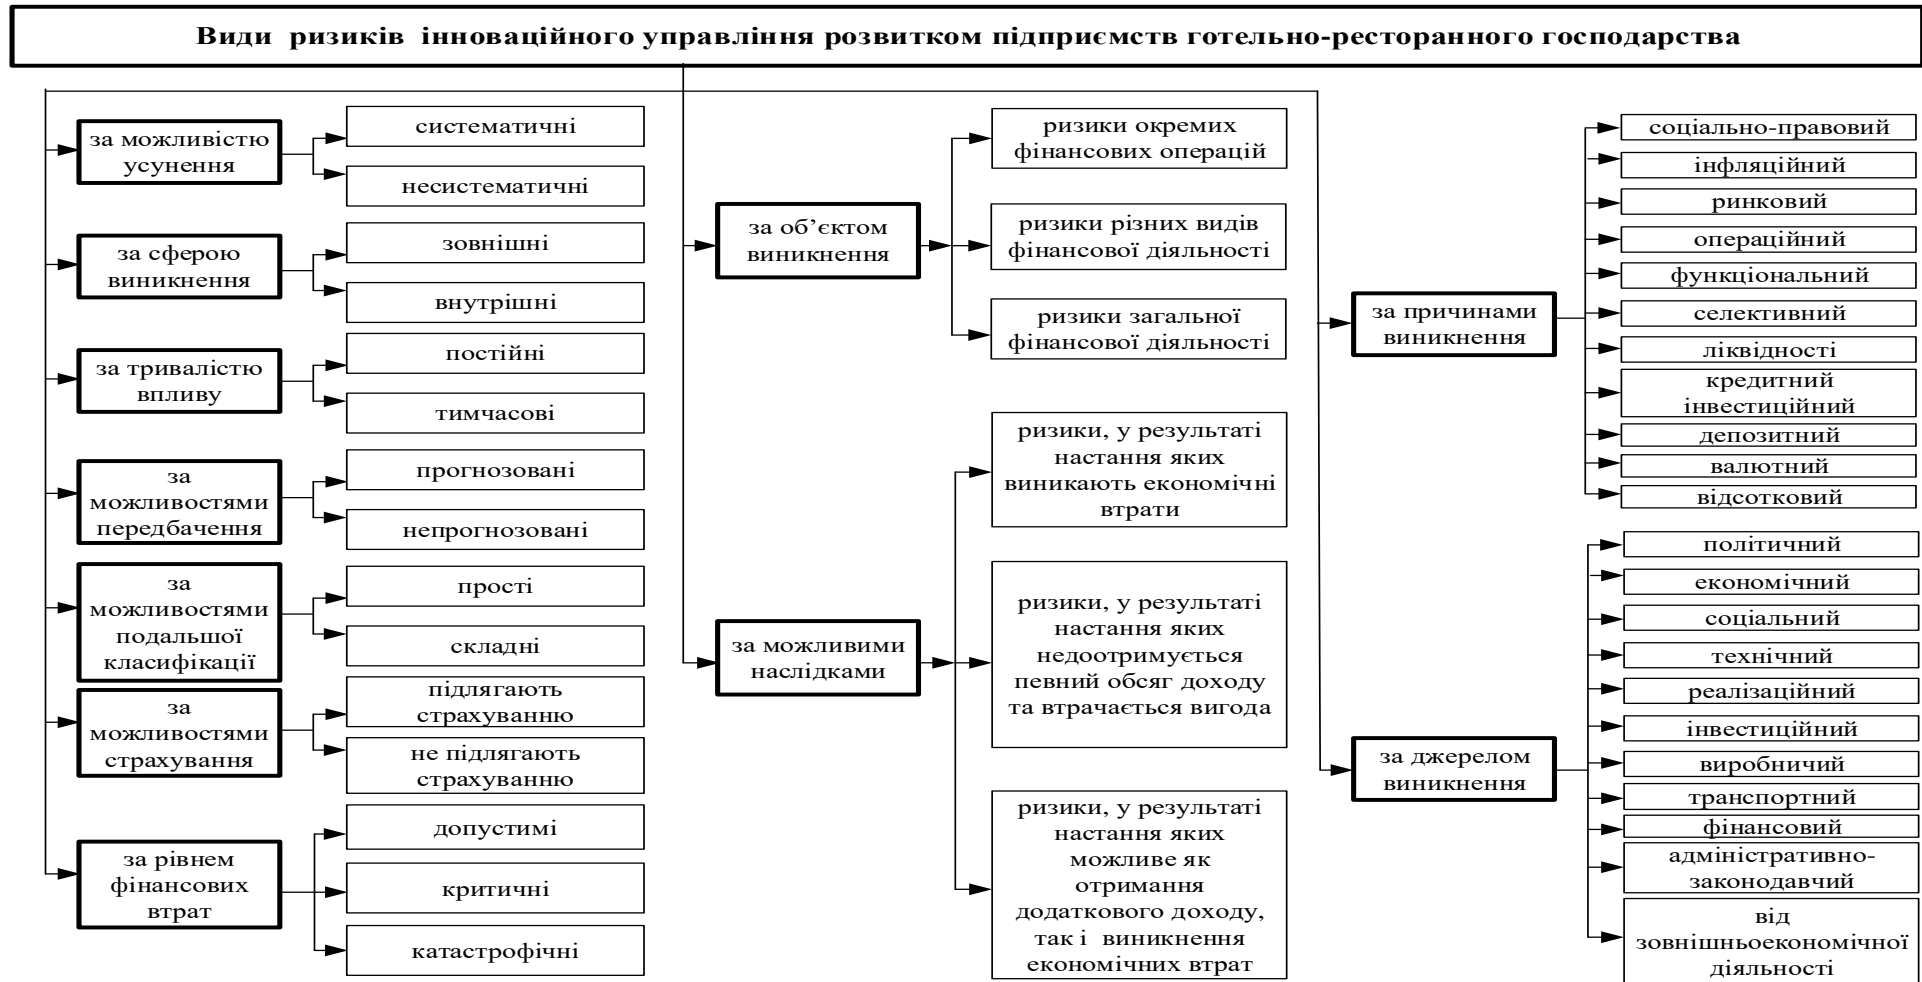 Види ризиків інноваційного управління розвитком підприємств готельно-ресторанного господарства
за можливістю
усунення
систематичні
несистематичні
за сферою
виникнення
зовнішні
внутрішні
за тривалістю
впливу
постійні
тимчасові
за
можливостями
передбачення
прогнозовані
непрогнозовані
за
можливостями
подальшої
класифікації
прості
складні
за
можливостями
страхування
підлягають
страхуванню
не підлягають
страхуванню
за рівнем
фінансових
втрат
допустимі
критичні
катастрофічні
за об’єктом
виникнення
ризики окремих
фінансових операцій
ризики різних видів
фінансової діяльності
ризики загальної
фінансової діяльності
за можливими
наслідками
ризики, у результаті
настання яких
виникають економічні
втрати
ризики, у результаті
настання яких
недоотримується
певний обсяг доходу
та втрачається вигода
ризики, у результаті
настання яких
можливе як
отримання
додаткового доходу,
так і виникнення
економічних втрат
за причинами
виникнення
соціально-правовий
інфляційний
ринковий
операційний
функціональний
селективний
ліквідності
кредитний
інвестиційний
депозитний
валютний
відсотковий
за джерелом
виникнення
політичний
економічний
соціальний
технічний
реалізаційний
інвестиційний
виробничий
транспортний
фінансовий
адміністративно-
законодавчий
від
зовнішньоекономічної
діяльності